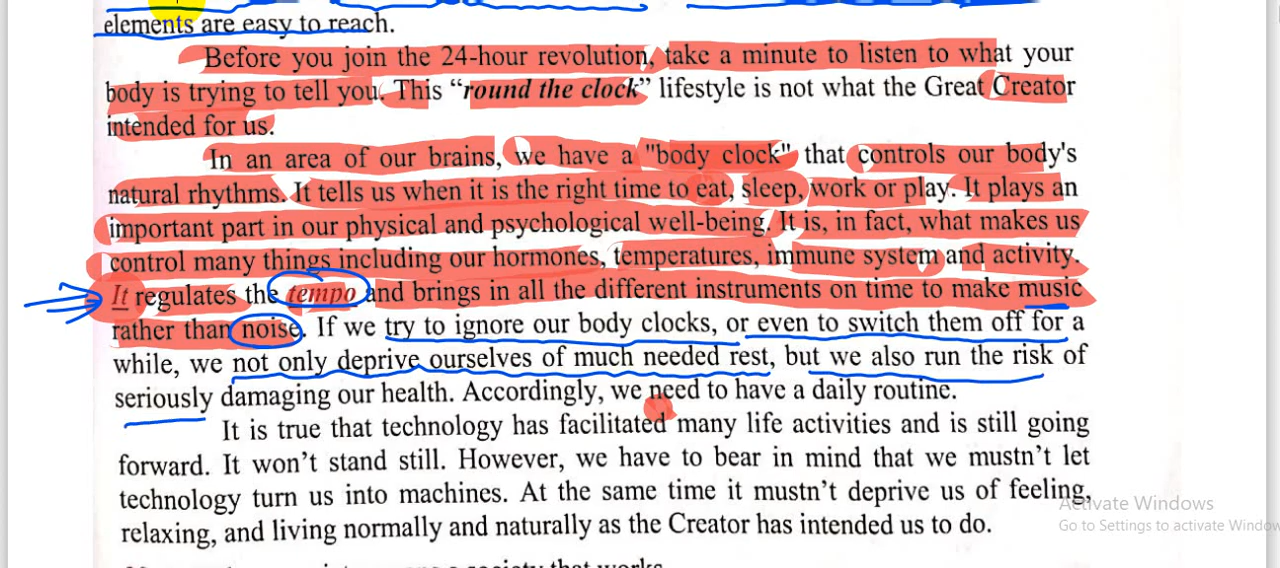 elements are easy to reach.
Before you join the 24-hour revolution, take a minute to listen to what your
body is trying to tell you. This “round the clock” lifestyle is not what the Great Creator
intended for us.
In an area of our brains, we have a "body clock" that controls our body's
natural rhythms. It tells us when it is the right time to eat, sleep, work or play. It plays an
important part in our physical and psychological well-being. It is, in fact, what makes us
control many things including our hormones, temperatures, immune system and activity.
It regulates the tempo and brings in all the different instruments on time to make music
rather than noise. If we try to ignore our body clocks, or even to switch them off for a
while, we not only deprive ourselves of much needed rest, but we also run the risk of
seriously damaging our health. Accordingly, we need to have a daily routine.
It is true that technology has facilitated many life activities and is still going
forward. It won’t stand still. However, we have to bear in mind that we mustn’t let
technology turn us into machines. At the same time it mustn’t deprive us of feeling,
relaxing, and living normally and naturally as the Creator has intended us to do.
Activate Windows
Go to Settings to activate Window
society that works